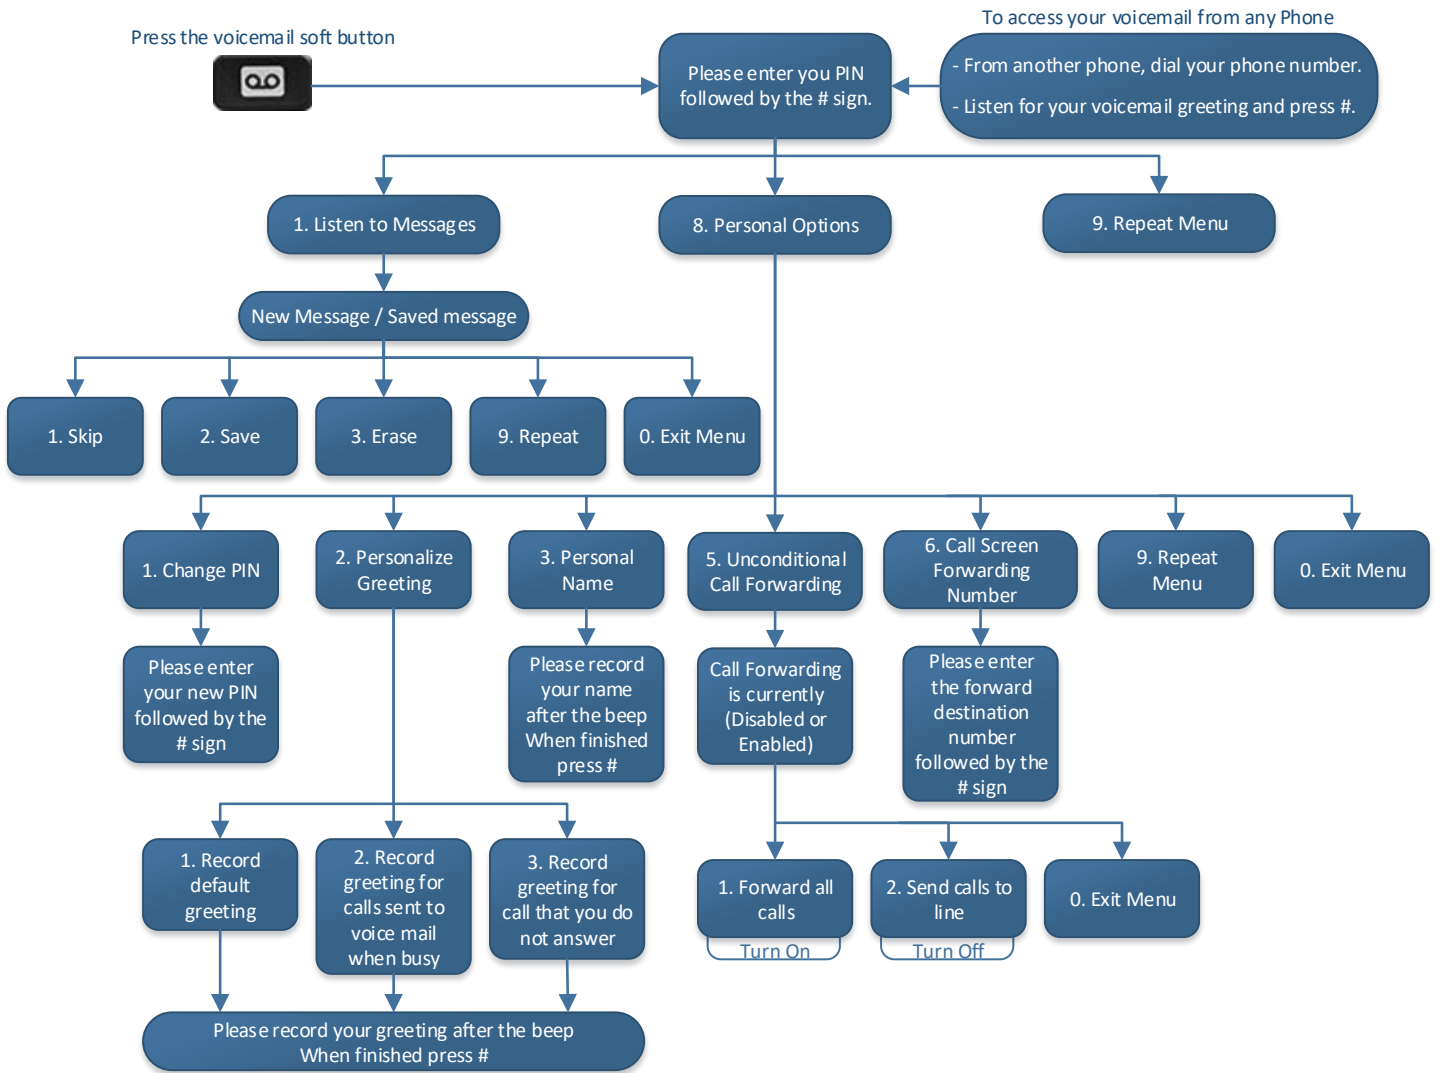 To access your voicemail from any Phone
Press the voicemail soft button
Please enter you PIN
followed by the # sign.
- From another phone, dial your phone number.
- Listen for your voicemail greeting and press #.
1. Listen to Messages
8. Personal Options
9. Repeat Menu
New Message / Saved message
1. Skip
2. Save
3. Erase
9. Repeat
0. Exit Menu
1. Change PIN
2. Personalize
Greeting
3. Personal
Name
5. Unconditional
Call Forwarding
6. Call Screen
Forwarding
Number
9. Repeat
Menu
0. Exit Menu
Please enter
your new PIN
followed by the
# sign
Please record
your name
after the beep
When finished
press #
Call Forwarding
is currently
(Disabled or
Enabled)
Please enter
the forward
destination
number
followed by the
# sign
1. Record
default
greeting
2. Record
greeting for
calls sent to
voice mail
when busy
3. Record
greeting for
call that you do
not answer
1. Forward all
calls
Turn On
2. Send calls to
line
Turn Off
0. Exit Menu
Please record your greeting after the beep
When finished press #